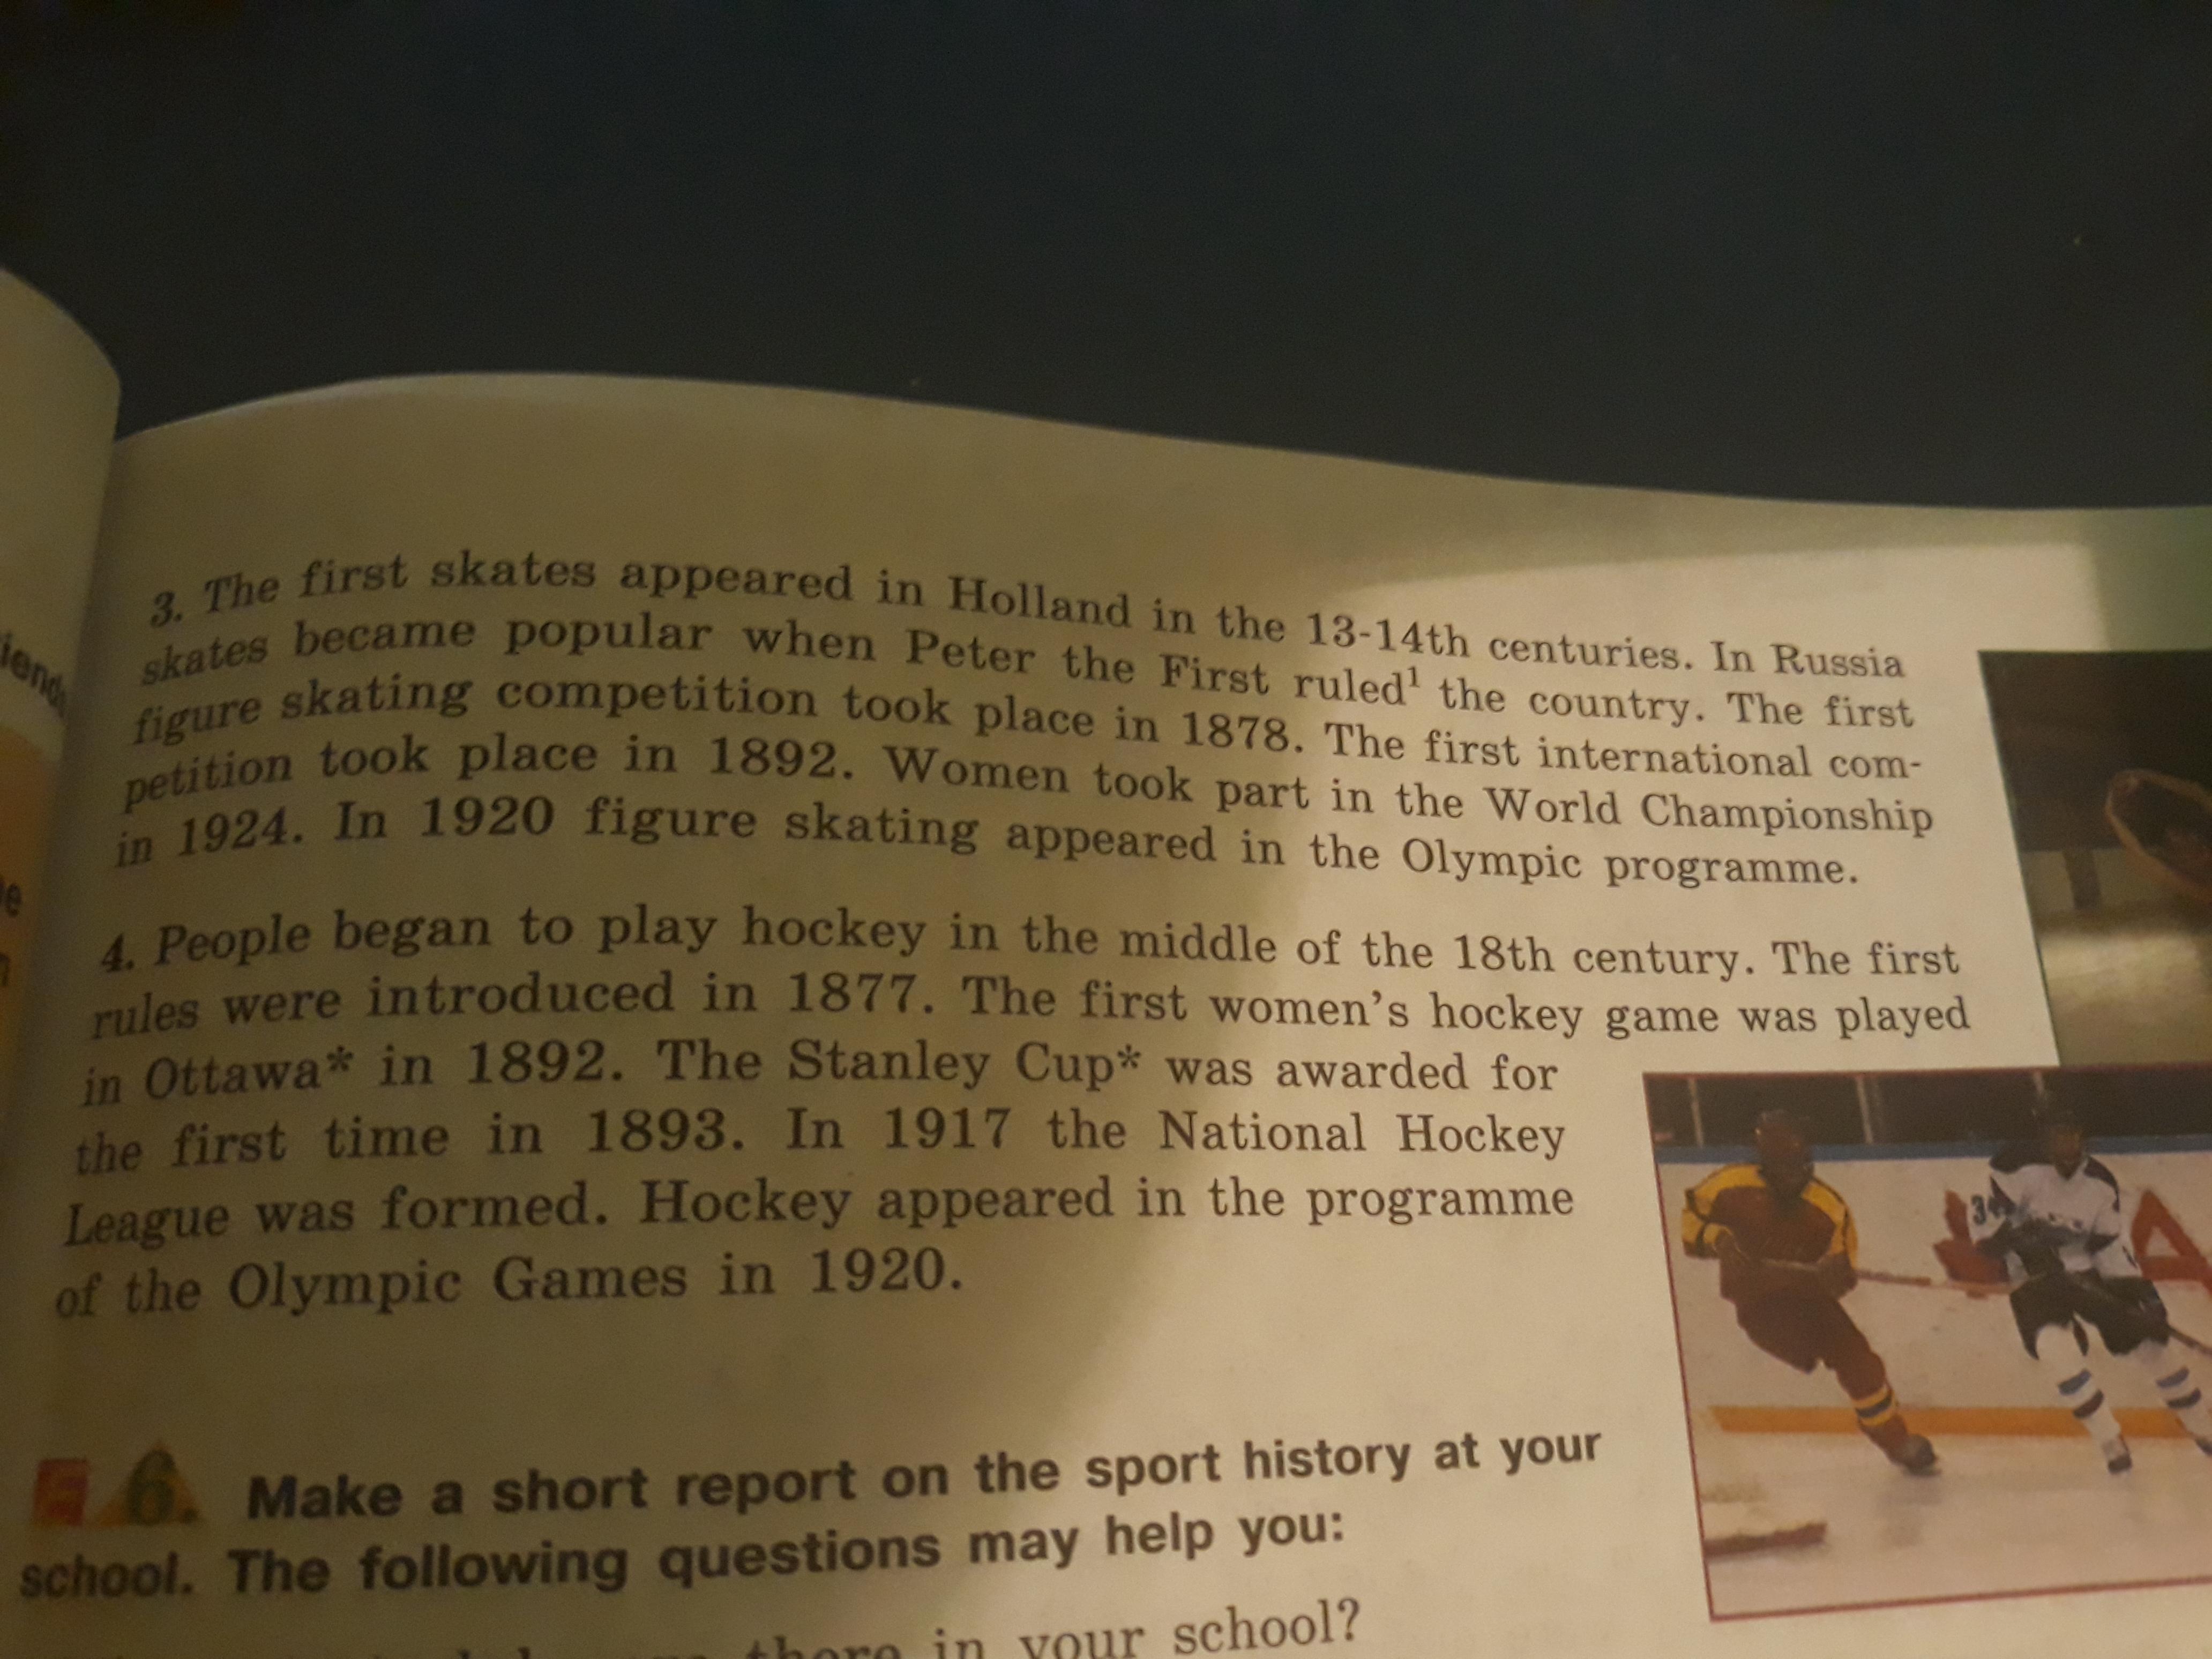 3. The first skates appeared in Holland in the 13-14th centuries. In Russia
skates became popular when Peter the First ruled¹ the country. The first
figure skating competition took place in 1878. The first international com-
petition took place in 1892. Women took part in the World Championship
in 1924. In 1920 figure skating appeared in the Olympic programme.
4. People began to play hockey in the middle of the 18th century. The first
rules were introduced in 1877. The first women's hockey game was played
in Ottawa* in 1892. The Stanley Cup* was awarded for
the first time in 1893. In 1917 the National Hockey
League was formed. Hockey appeared in the programme
of the Olympic Games in 1920.
6. Make a short report on the sport history at your
school. The following questions may help you:
there in your school?